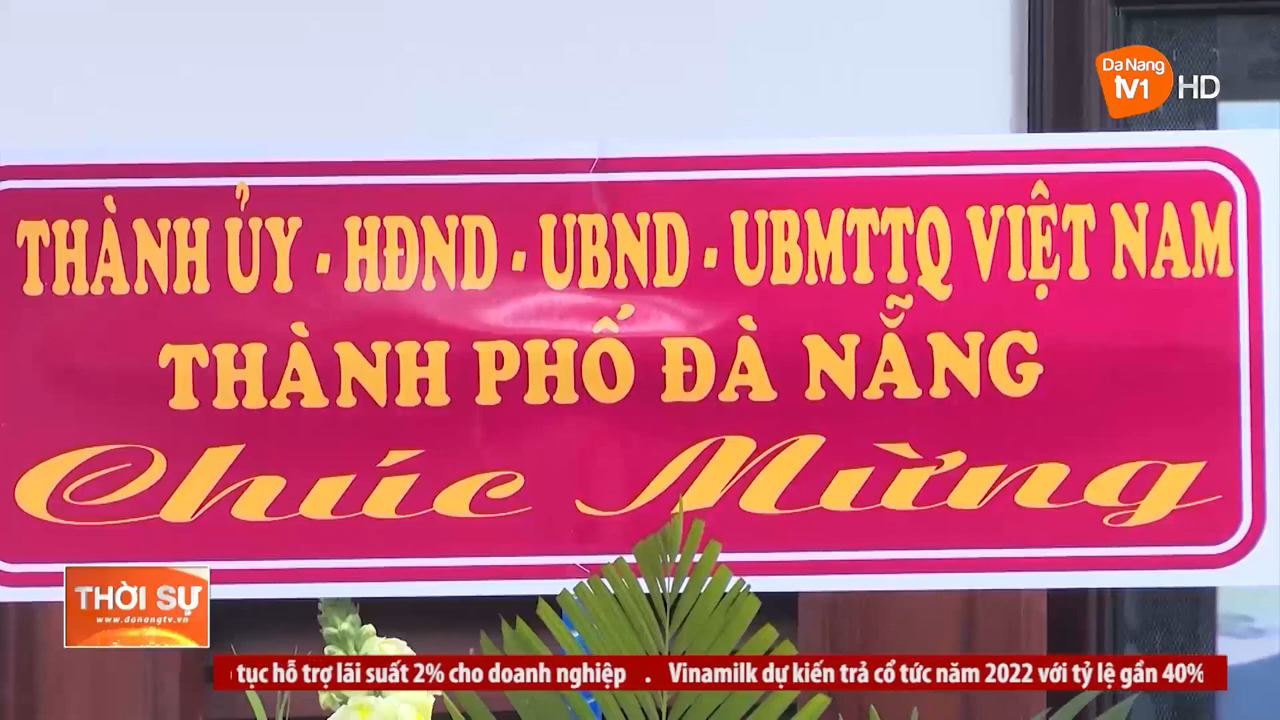 Da Nang
TV1 HD
THÀNH ỦY - HĐND - UBND - UBMTTQ VIỆT NAM
THÀNH PHỐ ĐÀ NẴNG
Chúc Mừng
THỜI SỰ
www.danangtv.vn
tục hỗ trợ lãi suất 2% cho doanh nghiệp . Vinamilk dự kiến trả cổ tức năm 2022 với tỷ lệ gần 40%